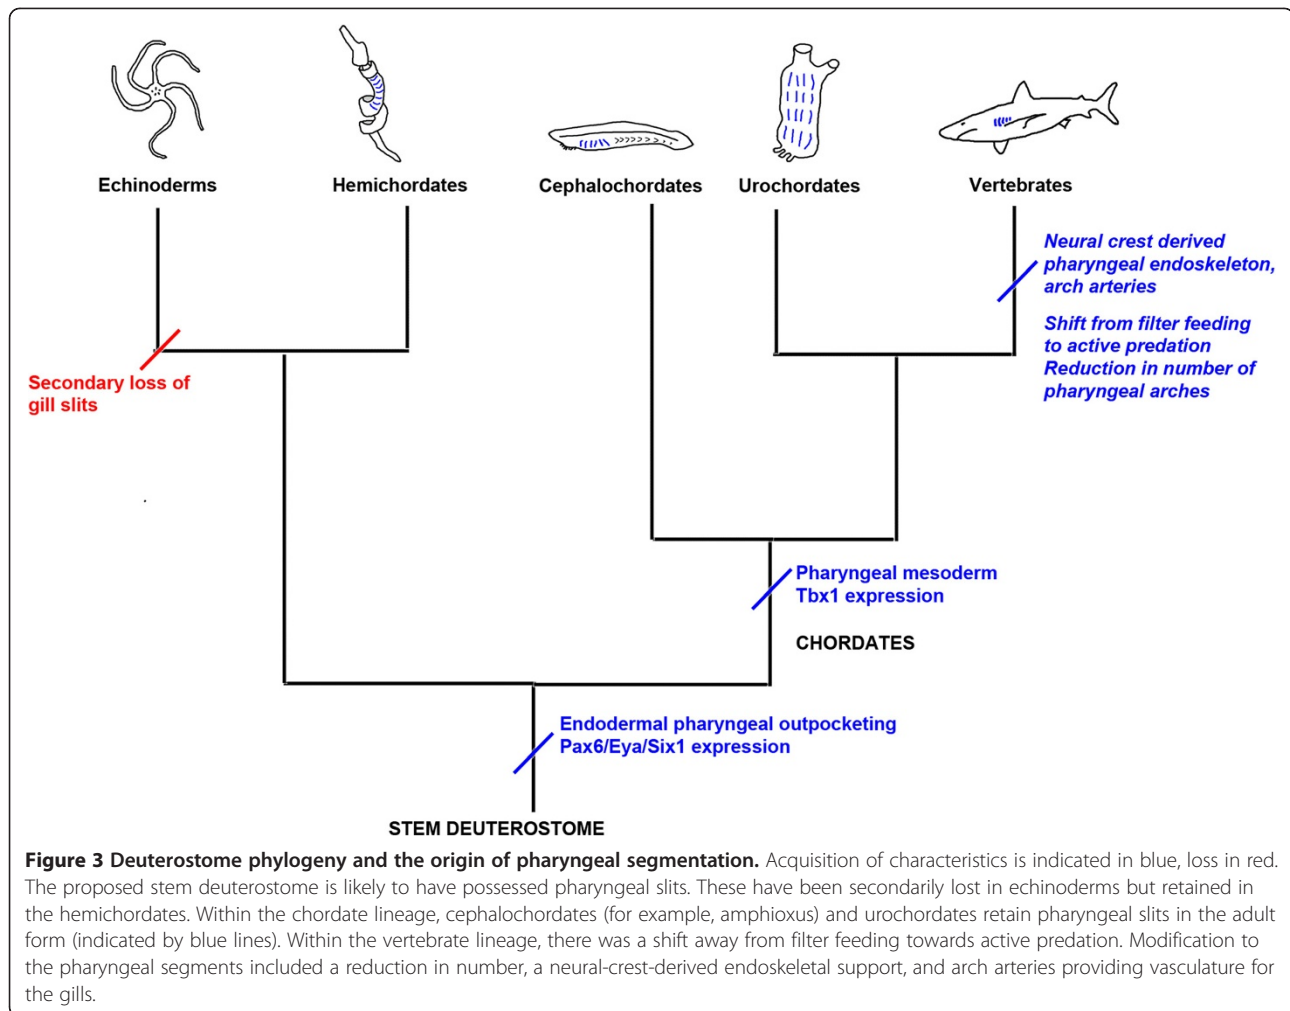 Echinoderms
Hemichordates
Cephalochordates
Urochordates
Vertebrates
Neural crest derived
pharyngeal endoskeleton,
arch arteries
Shift from filter feeding
to active predation
Reduction in number of
pharyngeal arches
Secondary loss of
gill slits
Pharyngeal mesoderm
Tbx1 expression
CHORDATES
Endodermal pharyngeal outpocketing
Pax6/Eya/Six1 expression
STEM DEUTEROSTOME
Figure 3 Deuterostome phylogeny and the origin of pharyngeal segmentation. Acquisition of characteristics is indicated in blue, loss in red.
The proposed stem deuterostome is likely to have possessed pharyngeal slits. These have been secondarily lost in echinoderms but retained in
the hemichordates. Within the chordate lineage, cephalochordates (for example, amphioxus) and urochordates retain pharyngeal slits in the adult
form (indicated by blue lines). Within the vertebrate lineage, there was a shift away from filter feeding towards active predation. Modification to
the pharyngeal segments included a reduction in number, a neural-crest-derived endoskeletal support, and arch arteries providing vasculature for
the gills.